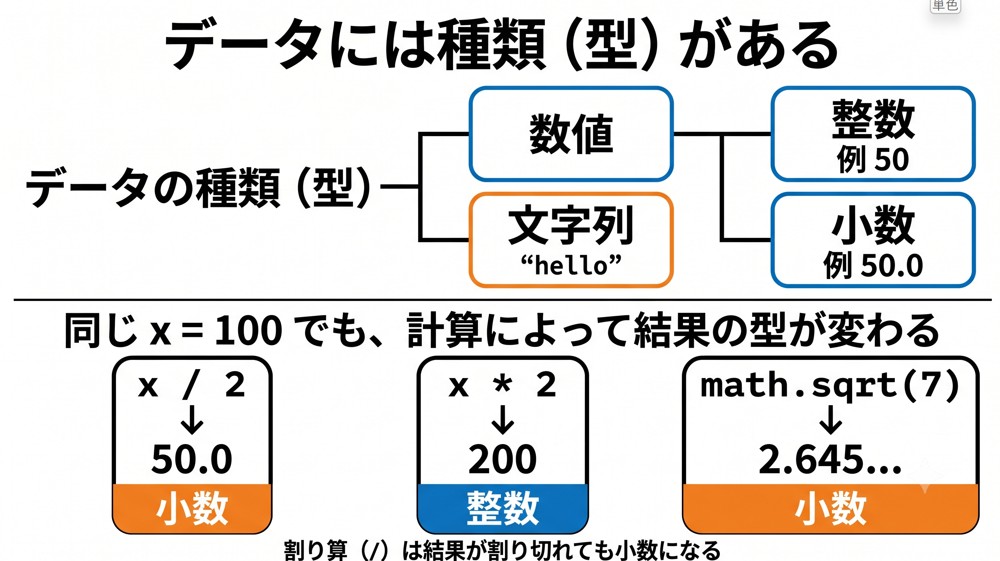 単色
データには種類（型）がある
データの種類（型）
数値
整数
例 50
文字列
“hello”
小数
例 50.0
同じ x = 100 でも、計算によって結果の型が変わる
x / 2
↓
50.0
小数
x * 2
↓
200
整数
math.sqrt(7)
↓
2.645...
小数
割り算（/）は結果が割り切れても小数になる